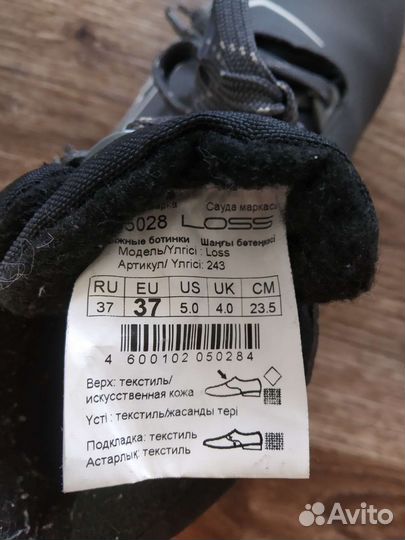 Сауда маркасы
5028 LOSS
ботинки Шаңғы бәтеңкесі
Модель/Үлгісі : Loss
Артикул/ Үлгісі: 243
RU EU US UK CM
37 37 5.0 4.0 23.5
4 600102 050284
Верх: текстиль/
искусственная кожа
Үсті : текстиль/жасанды тері
Подкладка: текстиль
Астарлық: текстиль
Avito